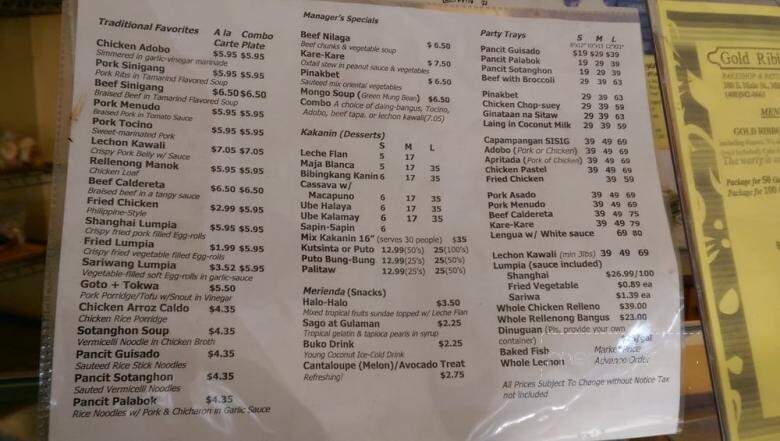 Traditional Favorites A la Carte Combo Plate
Chicken Adobo $5.95 $5.95
Simmered in garlic-vinegar marinade
Pork Sinigang $5.95 $5.95
Pork Ribs in Tamarind Flavored Soup
Beef Sinigang $6.50 $6.50
Braised Beef in Tamarind Flavored Soup
Pork Menudo $5.95 $5.95
Braised Pork in Tomato Sauce
Pork Tocino $5.95 $5.95
Sweet-marinated Pork
Lechon Kawali $7.05 $7.05
Crispy Pork Belly w/ Sauce
Rellenong Manok $5.95 $5.95
Chicken Loaf
Beef Caldereta $6.50 $6.50
Braised beef in a tangy sauce
Fried Chicken $2.99 $5.95
Philippine-Style
Shanghai Lumpia $5.95 $5.95
Crispy fried pork filled Egg-rolls
Fried Lumpia $1.99 $5.95
Crispy fried vegetable filled Egg-rolls
Sariwang Lumpia $3.52 $5.95
Vegetable-filled soft Egg-rolls in garlic-sauce
Goto + Tokwa $5.50
Pork Porridge/Tofu w/Snout in Vinegar
Chicken Arroz Caldo $4.35
Chicken Rice Porridge
Sotanghon Soup $4.35
Vermicelli Noodle in Chicken Broth
Pancit Guisado $4.35
Sauteed Rice Stick Noodles
Pancit Sotanghon $4.35
Sauted Vermicelli Noodles
Pancit Palabok $4.35
Rice Noodles w/ Pork & Chicharon in Garlic Sauce
Manager's Specials
Beef Nilaga $ 6.50
Beef chunks & vegetable soup
Kare-Kare $ 7.50
Oxtail stew in peanut sauce & vegetables
Pinakbet $ 6.50
Sauteed mix oriental vegetables
Mongo Soup (Green Mung Bean) $6.50
Combo A choice of daing-bangus, Tocino,
Adobo, beef tapa, or lechon kawali(7.05)
Kakanin (Desserts)
S M L
Leche Flan 5 17
Maja Blanca 5 17 35
Bibingkang Kanin 6 17 35
Cassava w/
Macapuno 6 17 35
Ube Halaya 6 17 35
Ube Kalamay 6 17 35
Sapin-Sapin 6
Mix Kakanin 16" (serves 30 people) $35
Kutsinta or Puto 12.99(50's) 25(100's)
Puto Bung-Bung 12.99(25's) 25(50's)
Palitaw 12.99(25's) 25(50's)
Merienda (Snacks)
Halo-Halo $3.50
Mixed tropical fruits sundae topped w/ Leche Flan
Sago at Gulaman $2.25
Tropical gelatin & tapioca pearls in syrup
Buko Drink $2.25
Young Coconut Ice-Cold Drink
Cantaloupe (Melon)/Avocado Treat
Refreshing! $2.75
Party Trays S M L
Pancit Guisado $19 $29 $39
Pancit Palabok 19 29 39
Pancit Sotanghon 19 29 39
Beef with Broccoli 29 39 63
Pinakbet 29 39 63
Chicken Chop-suey 29 39 59
Ginataan na Sitaw 29 39 63
Laing in Coconut Milk 29 39 59
Capampangan SISIG 39 49 69
Adobo (Pork or Chicken) 39 49 69
Apritada (Pork of Chicken) 39 49 69
Chicken Pastel 39 49 69
Fried Chicken 39 59
Pork Asado 39 49 69
Pork Menudo 39 49 69
Beef Caldereta 39 49 75
Kare-Kare 39 49 79
Lengua w/ White sauce 69 80
Lechon Kawali (min 3lbs) 39 49 69
Lumpia (sauce included)
Shanghai $26.99/100
Fried Vegetable $0.89 ea
Sariwa $1.39 ea
Whole Chicken Relleno $39.00
Whole Rellenong Bangus $23.00
Dinuguan (Pls. provide your own
container)
Baked Fish Market Price
Whole Lechon Advance Order
All Prices Subject To Change without Notice Tax
not included
Gold Ribb
MEN
GOLD RIBB
Package for 50
Package for 100